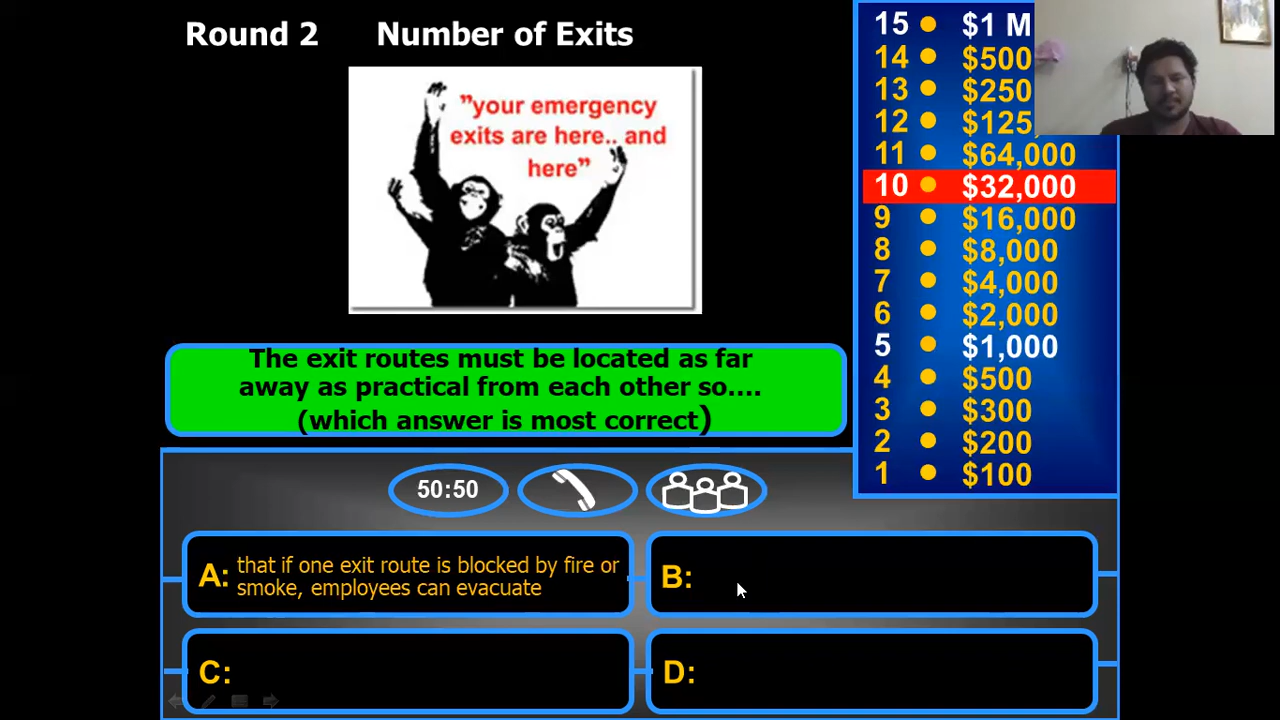 Round 2 Number of Exits
"your emergency
exits are here.. and
here"
The exit routes must be located as far
away as practical from each other so....
(which answer is most correct)
15 $1 M
14 $500
13 $250
12 $125,
11 $64,000
10 $32,000
9 $16,000
8 $8,000
7 $4,000
6 $2,000
5 $1,000
4 $500
3 $300
2 $200
1 $100
50:50
A: that if one exit route is blocked by fire or
smoke, employees can evacuate
B:
C:
D: